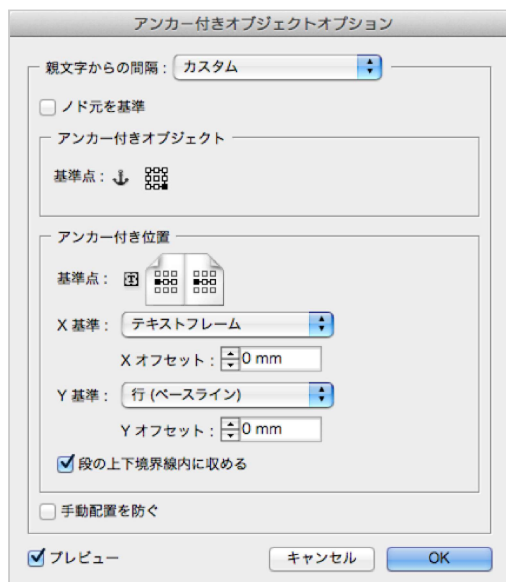 アンカー付きオブジェクトオプション
親文字からの間隔： カスタム
ノド元を基準
アンカー付きオブジェクト
基準点：
アンカー付き位置
基準点：
X 基準： テキストフレーム
X オフセット： 0 mm
Y 基準： 行 (ベースライン)
Y オフセット： 0 mm
段の上下境界線内に収める
手動配置を防ぐ
プレビュー キャンセル OK